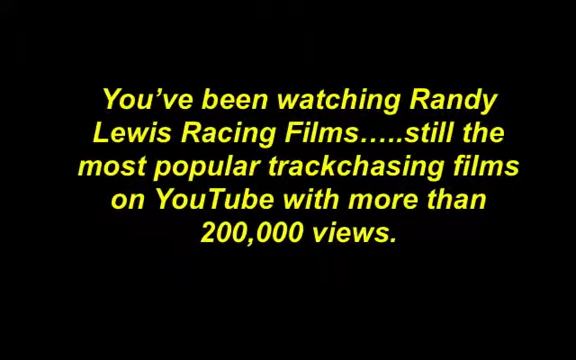 You’ve been watching Randy
Lewis Racing Films…..still the
most popular trackchasing films
on YouTube with more than
200,000 views.